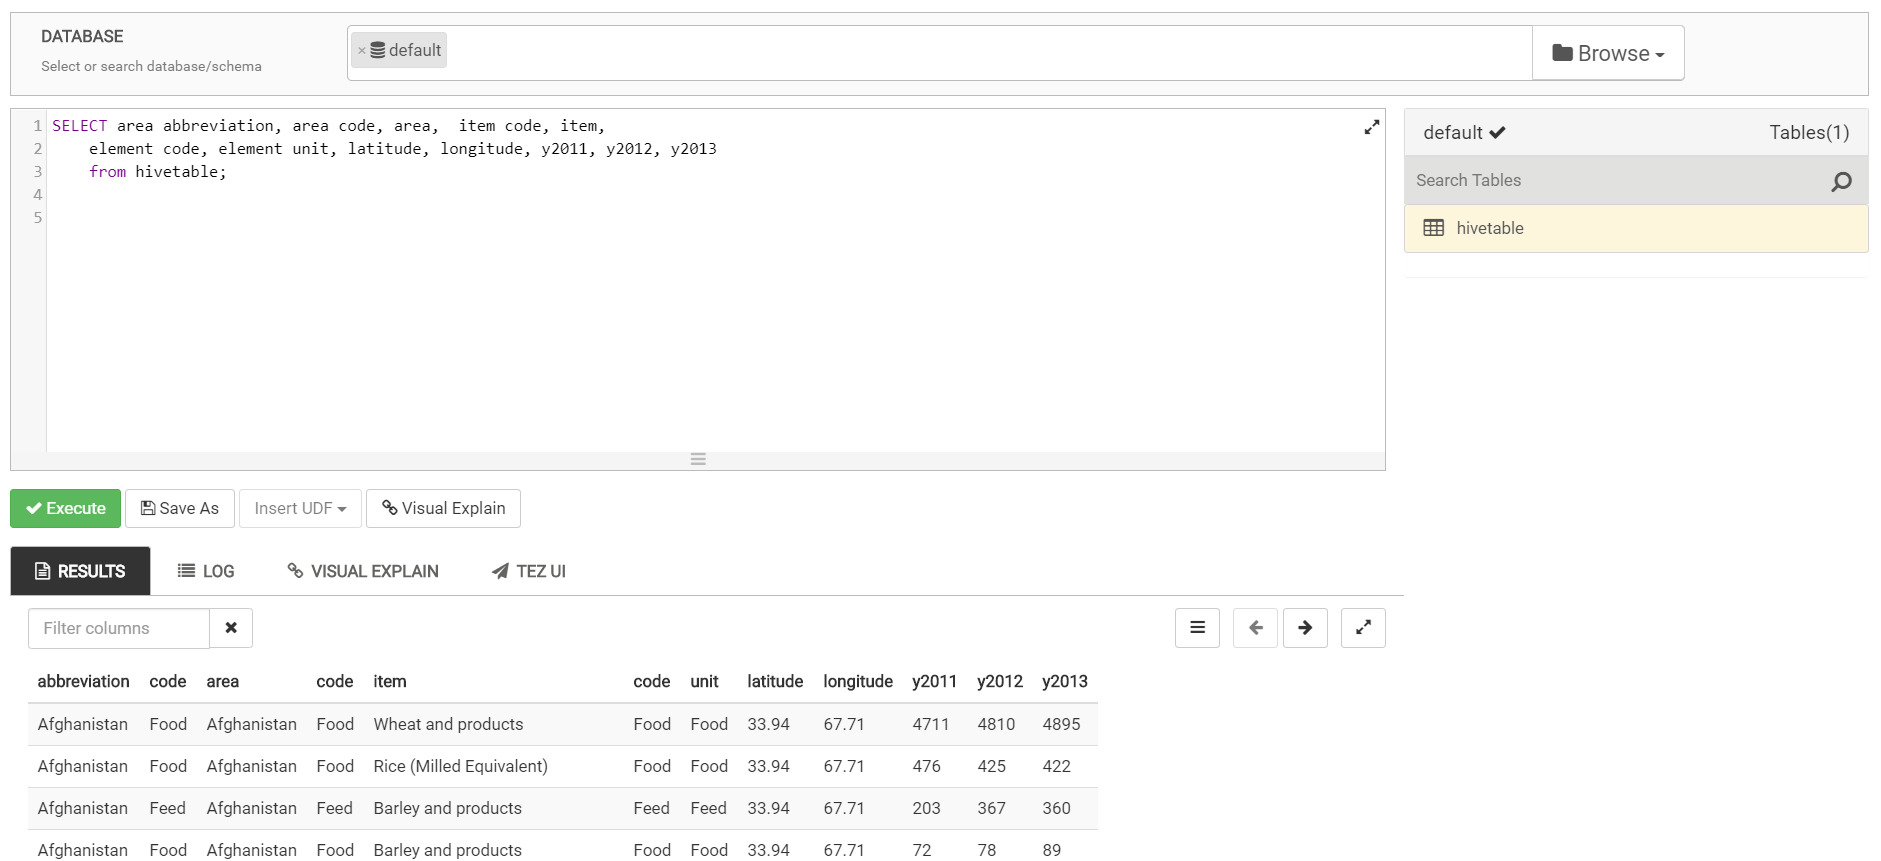 DATABASE
Select or search database/schema
× default
Browse
1 SELECT area abbreviation, area code, area,  item code, item,
2     element code, element unit, latitude, longitude, y2011, y2012, y2013
3     from hivetable;
4
5
default Tables(1)
Search Tables
hivetable
Execute Save As Insert UDF Visual Explain
RESULTS LOG VISUAL EXPLAIN TEZ UI
Filter columns
abbreviation code area code item code unit latitude longitude y2011 y2012 y2013
Afghanistan Food Afghanistan Food Wheat and products Food Food 33.94 67.71 4711 4810 4895
Afghanistan Food Afghanistan Food Rice (Milled Equivalent) Food Food 33.94 67.71 476 425 422
Afghanistan Feed Afghanistan Feed Barley and products Feed Feed 33.94 67.71 203 367 360
Afghanistan Food Afghanistan Food Barley and products Food Food 33.94 67.71 72 78 89